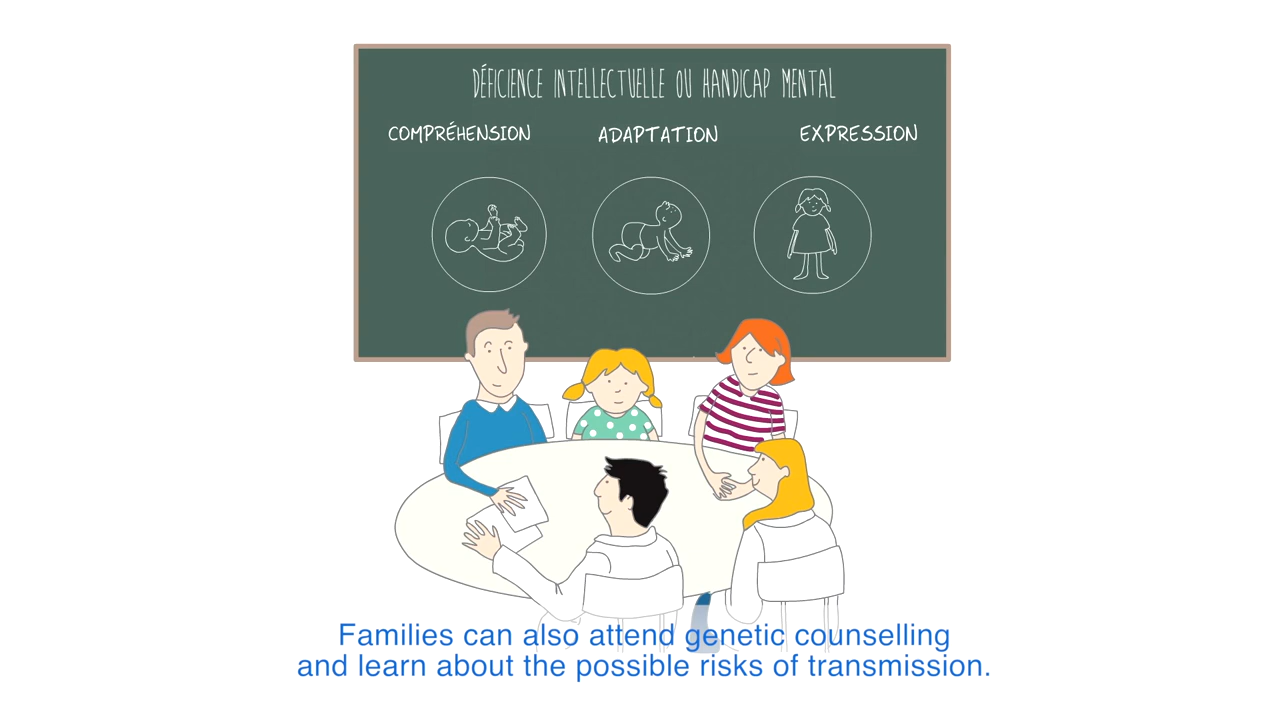 DÉFICIENCE INTELLECTUELLE OU HANDICAP MENTAL
COMPRÉHENSION ADAPTATION EXPRESSION
Families can also attend genetic counselling
and learn about the possible risks of transmission.